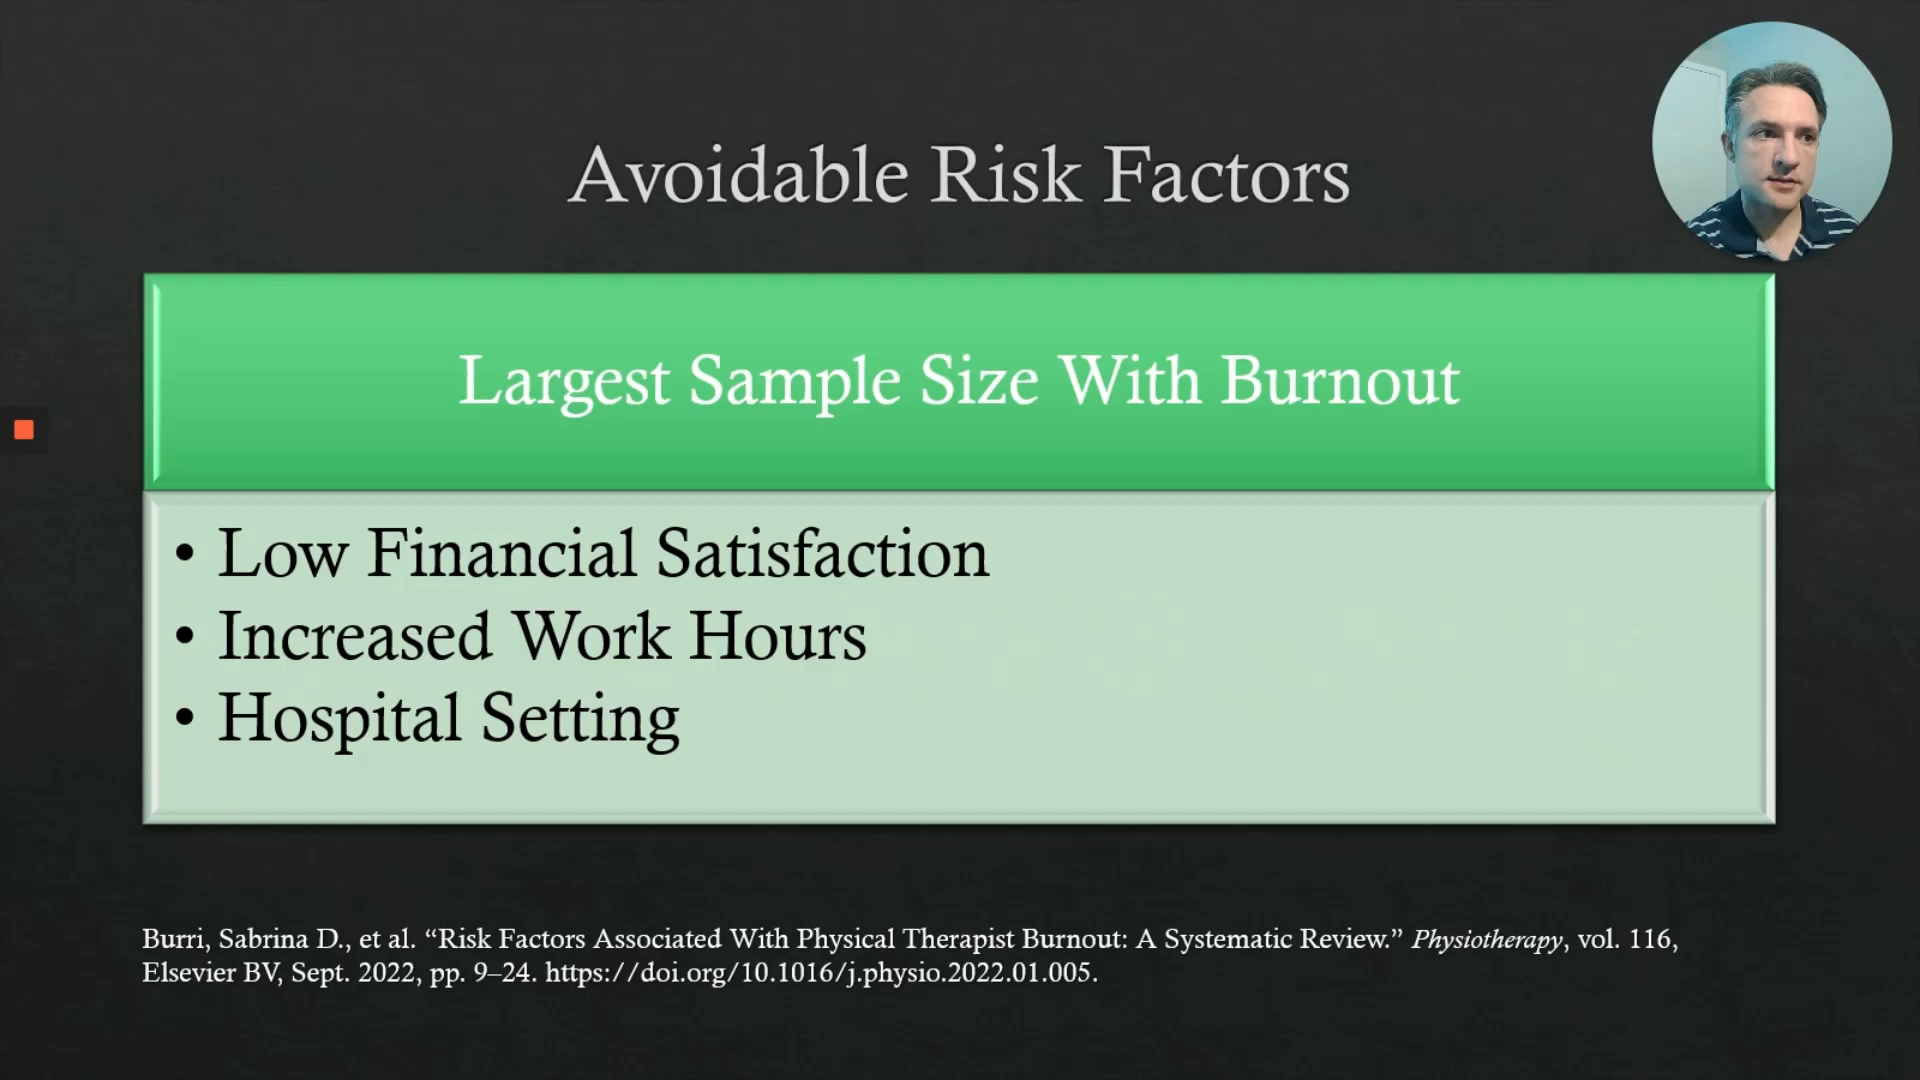 Avoidable Risk Factors
Largest Sample Size With Burnout
• Low Financial Satisfaction
• Increased Work Hours
• Hospital Setting
Burri, Sabrina D., et al. “Risk Factors Associated With Physical Therapist Burnout: A Systematic Review.” Physiotherapy, vol. 116,
Elsevier BV, Sept. 2022, pp. 9–24. https://doi.org/10.1016/j.physio.2022.01.005.